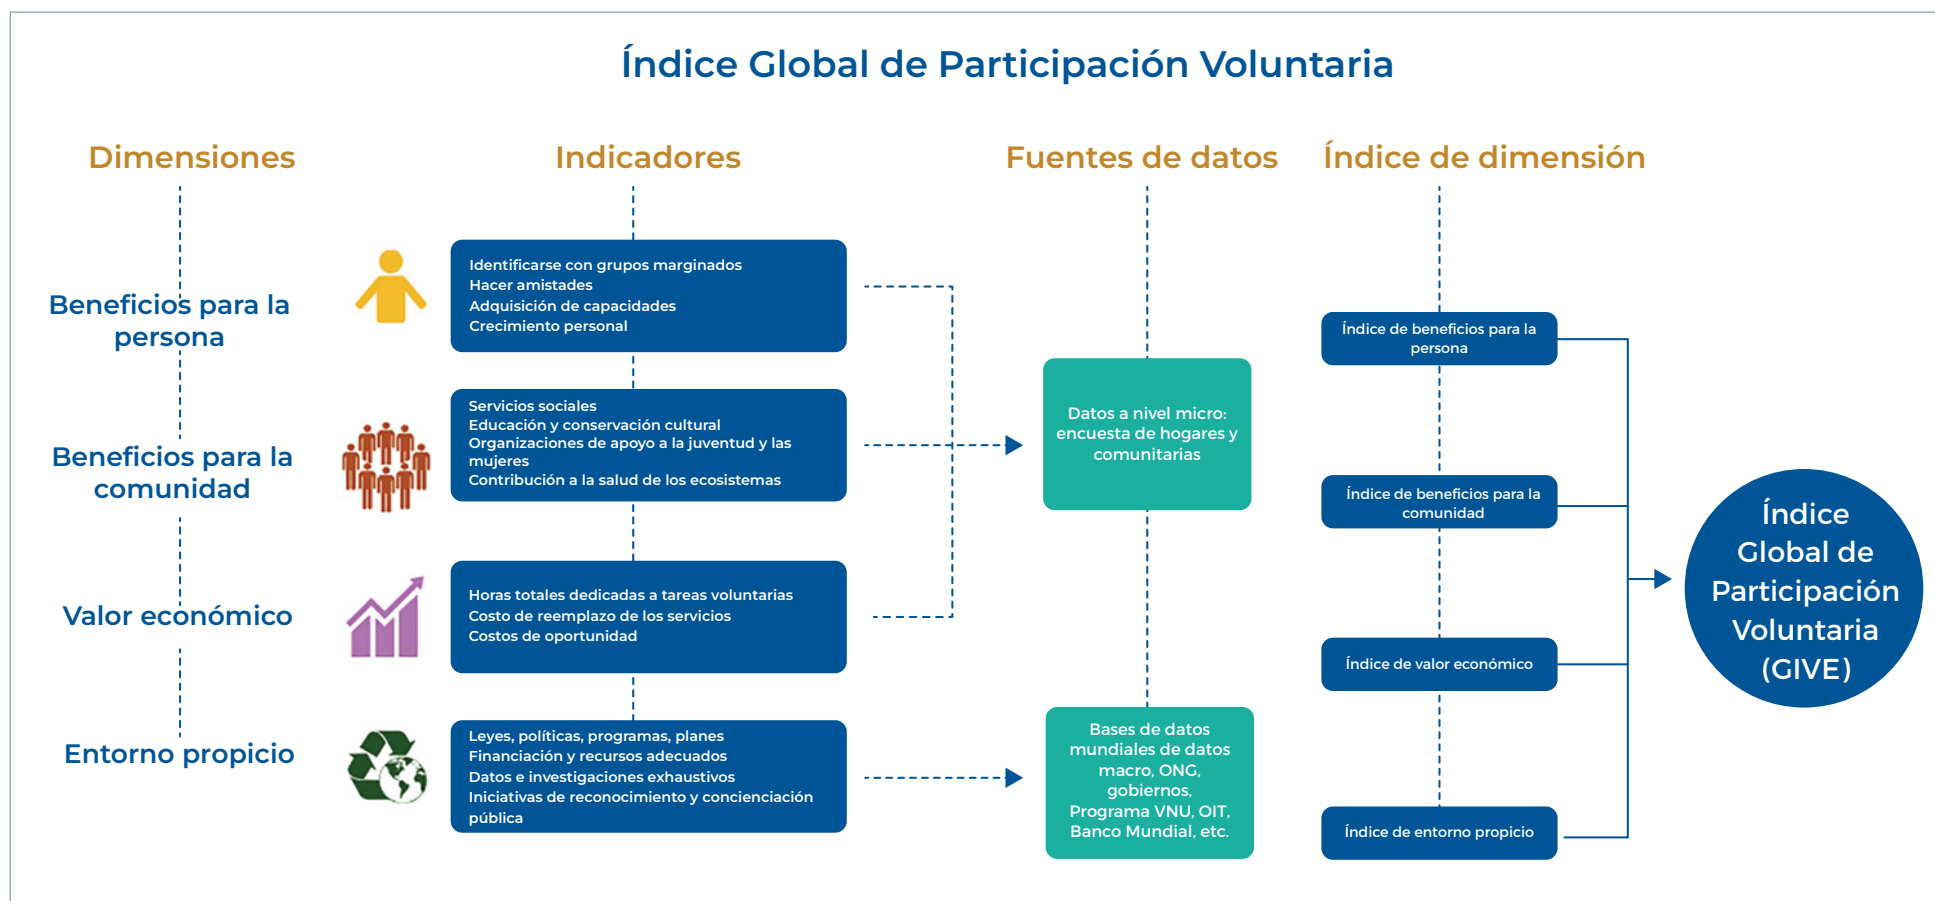 Índice Global de Participación Voluntaria
Dimensiones
Indicadores
Fuentes de datos
Índice de dimensión
Beneficios para la
persona
Identificarse con grupos marginados
Hacer amistades
Adquisición de capacidades
Crecimiento personal
Beneficios para la
comunidad
Servicios sociales
Educación y conservación cultural
Organizaciones de apoyo a la juventud y las
mujeres
Contribución a la salud de los ecosistemas
Valor económico
Horas totales dedicadas a tareas voluntarias
Costo de reemplazo de los servicios
Costos de oportunidad
Entorno propicio
Leyes, políticas, programas, planes
Financiación y recursos adecuados
Datos e investigaciones exhaustivos
Iniciativas de reconocimiento y concienciación
pública
Datos a nivel micro:
encuesta de hogares y
comunitarias
Bases de datos
mundiales de datos
macro, ONG,
gobiernos,
Programa VNU, OIT,
Banco Mundial, etc.
Índice de beneficios para la
persona
Índice de beneficios para la
comunidad
Índice de valor económico
Índice de entorno propicio
Índice
Global de
Participación
Voluntaria
(GIVE)